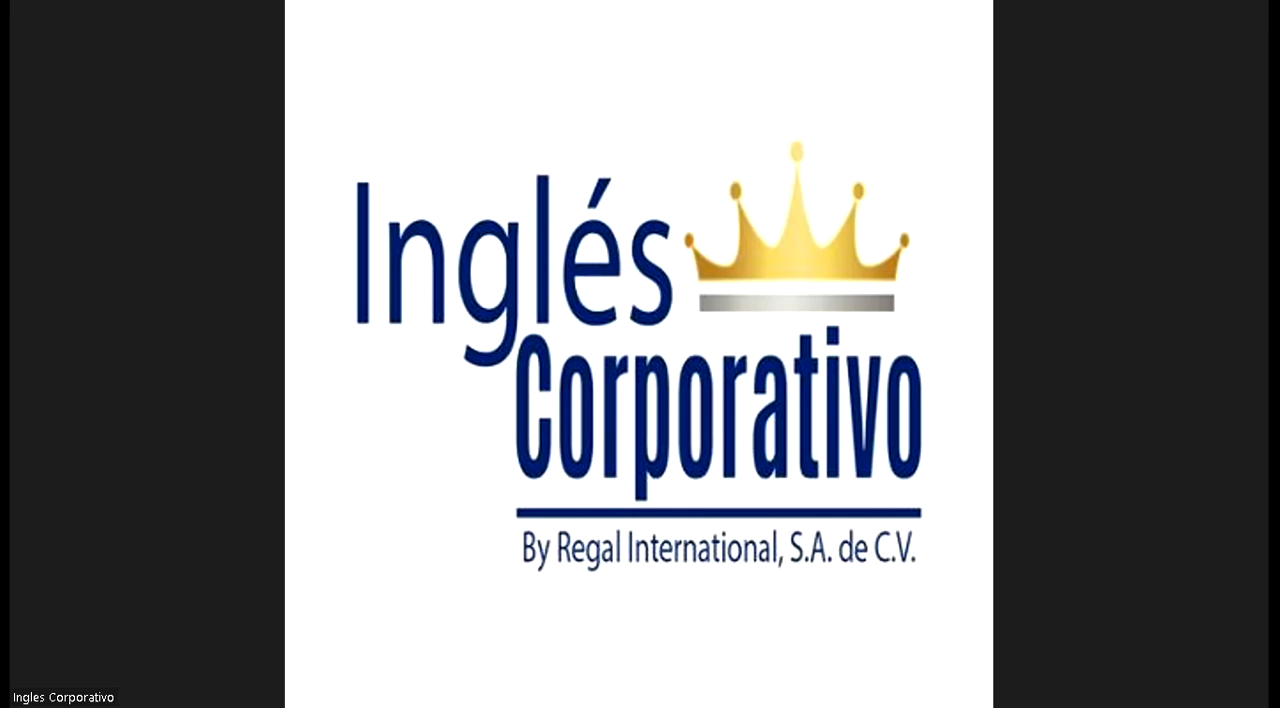 Inglés
Corporativo
By Regal International, S.A. de C.V.
Ingles Corporativo